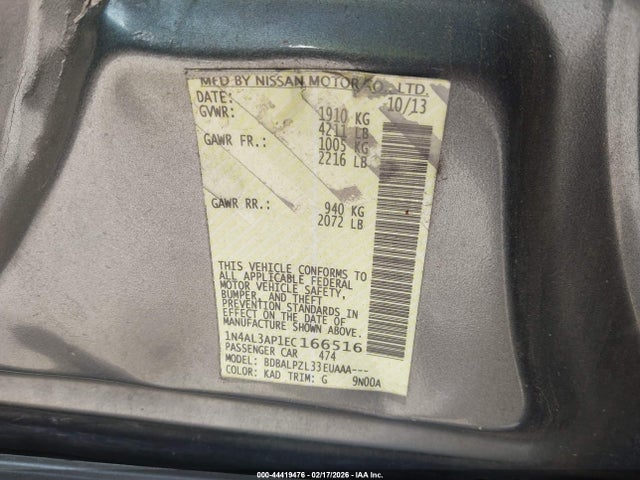 MFD BY NISSAN MOTOR CO., LTD.
DATE: 10/13
GVWR: 1910 KG
4211 LB
GAWR FR.: 1005 KG
2216 LB
GAWR RR.: 940 KG
2072 LB
THIS VEHICLE CONFORMS TO
ALL APPLICABLE FEDERAL
MOTOR VEHICLE SAFETY,
BUMPER, AND THEFT
PREVENTION STANDARDS IN
EFFECT ON THE DATE OF
MANUFACTURE SHOWN ABOVE.
1N4AL3AP1EC166516
PASSENGER CAR 474
MODEL: BDBALPZL33EUAAA---
COLOR: KAD TRIM: G 9N00A
000-44419476 - 02/17/2026 - IAA Inc.